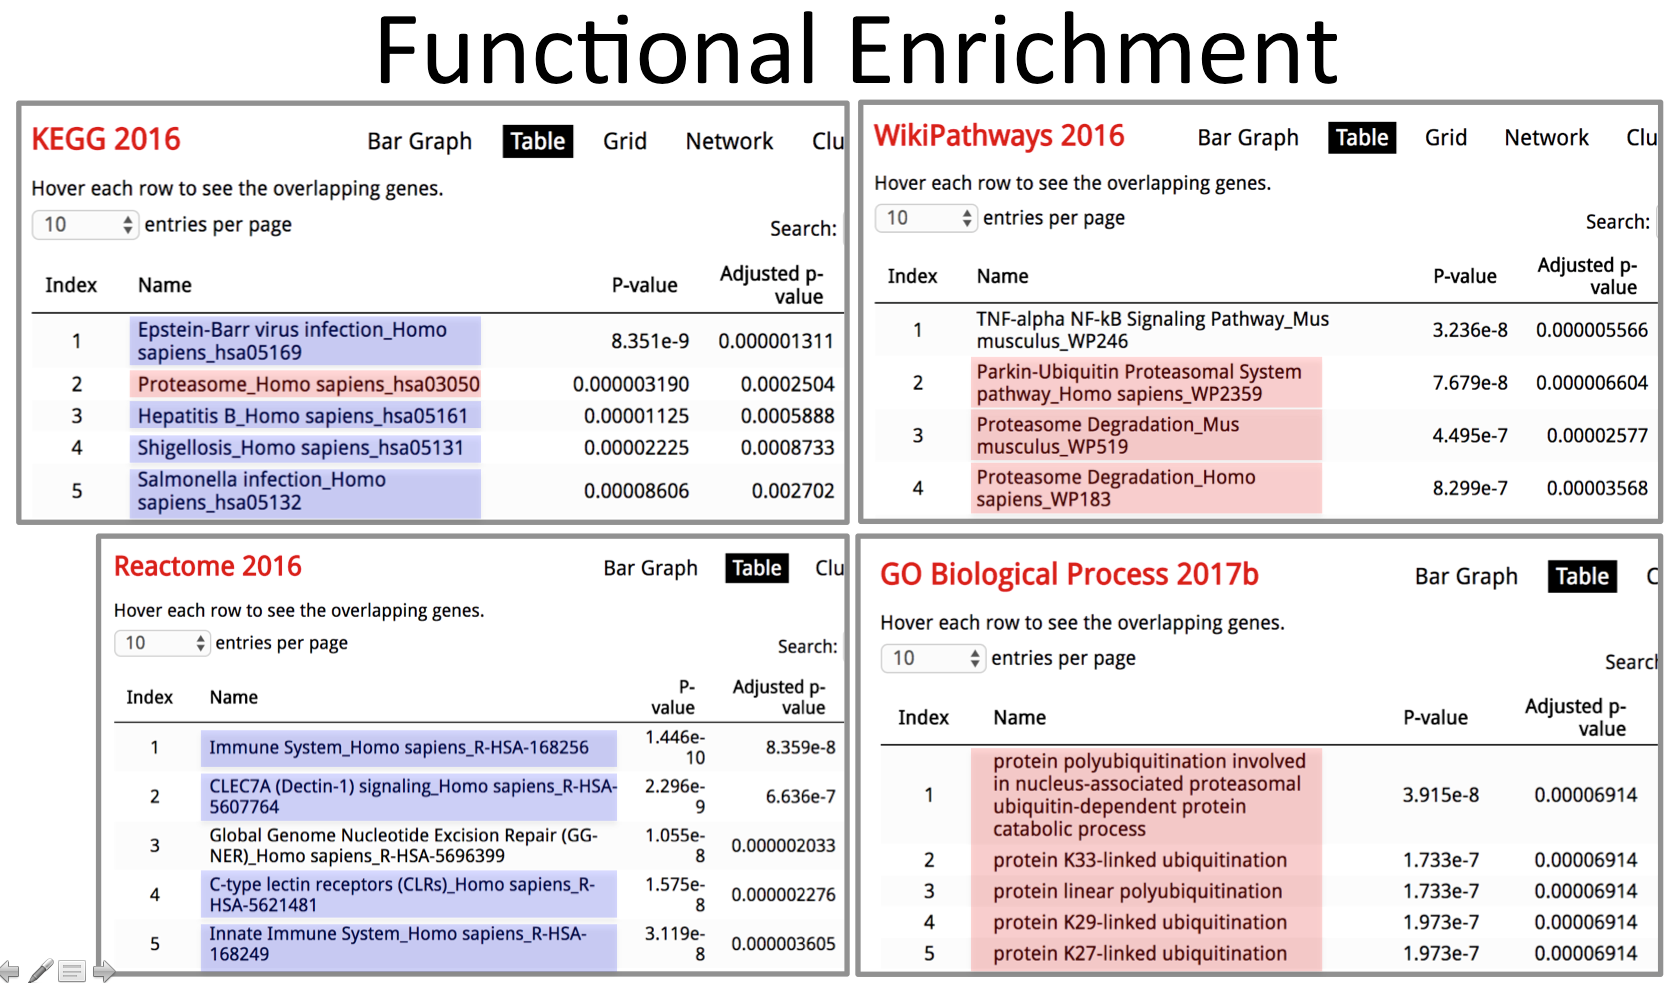 Functional Enrichment
KEGG 2016
Bar Graph Table Grid Network Clu
Hover each row to see the overlapping genes.
10 entries per page
Search:
Index Name P-value Adjusted p-
value
1 Epstein-Barr virus infection_Homo
sapiens_hsa05169 8.351e-9 0.000001311
2 Proteasome_Homo sapiens_hsa03050 0.000003190 0.0002504
3 Hepatitis B_Homo sapiens_hsa05161 0.00001125 0.0005888
4 Shigellosis_Homo sapiens_hsa05131 0.00002225 0.0008733
5 Salmonella infection_Homo
sapiens_hsa05132 0.00008606 0.002702
WikiPathways 2016
Bar Graph Table Grid Network Clu
Hover each row to see the overlapping genes.
10 entries per page
Search:
Index Name P-value Adjusted p-
value
1 TNF-alpha NF-kB Signaling Pathway_Mus
musculus_WP246 3.236e-8 0.000005566
2 Parkin-Ubiquitin Proteasomal System
pathway_Homo sapiens_WP2359 7.679e-8 0.000006604
3 Proteasome Degradation_Mus
musculus_WP519 4.495e-7 0.00002577
4 Proteasome Degradation_Homo
sapiens_WP183 8.299e-7 0.00003568
Reactome 2016
Bar Graph Table Clu
Hover each row to see the overlapping genes.
10 entries per page
Search:
Index Name P-
value Adjusted p-
value
1 Immune System_Homo sapiens_R-HSA-168256 1.446e-
10 8.359e-8
2 CLEC7A (Dectin-1) signaling_Homo sapiens_R-HSA-
5607764 2.296e-
9 6.636e-7
3 Global Genome Nucleotide Excision Repair (GG-
NER)_Homo sapiens_R-HSA-5696399 1.055e-
8 0.000002033
4 C-type lectin receptors (CLRs)_Homo sapiens_R-
HSA-5621481 1.575e-
8 0.000002276
5 Innate Immune System_Homo sapiens_R-HSA-
168249 3.119e-
8 0.000003605
GO Biological Process 2017b
Bar Graph Table C
Hover each row to see the overlapping genes.
10 entries per page
Search
Index Name P-value Adjusted p-
value
1 protein polyubiquitination involved
in nucleus-associated proteasomal
ubiquitin-dependent protein
catabolic process 3.915e-8 0.00006914
2 protein K33-linked ubiquitination 1.733e-7 0.00006914
3 protein linear polyubiquitination 1.733e-7 0.00006914
4 protein K29-linked ubiquitination 1.973e-7 0.00006914
5 protein K27-linked ubiquitination 1.973e-7 0.00006914